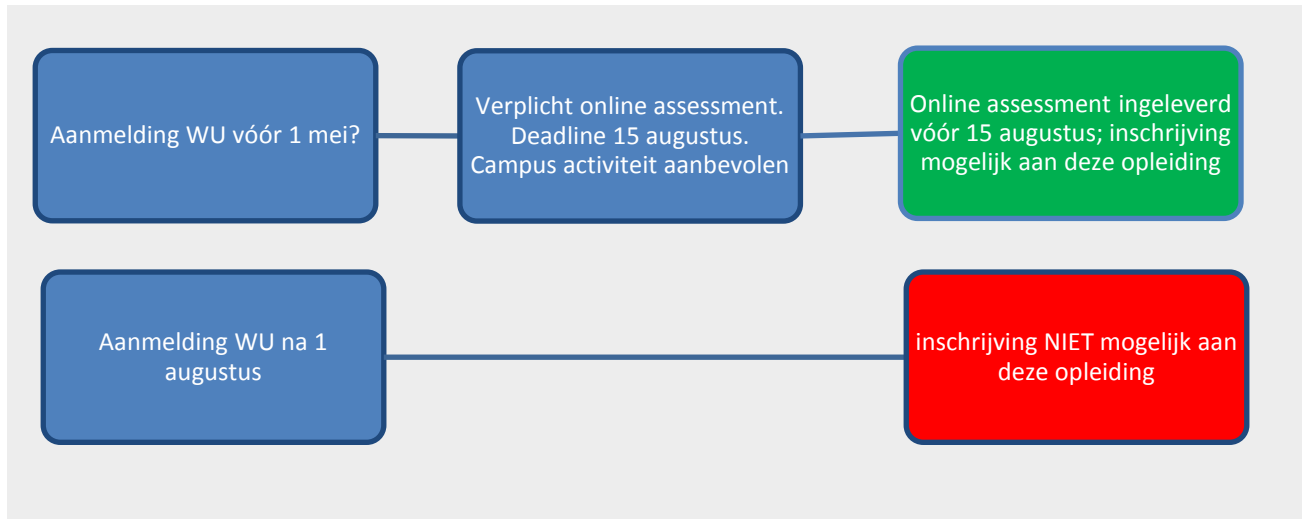 Aanmelding WU vóór 1 mei?
Verplicht online assessment.
Deadline 15 augustus.
Campus activiteit aanbevolen
Online assessment ingeleverd
vóór 15 augustus; inschrijving
mogelijk aan deze opleiding
Aanmelding WU na 1
augustus
inschrijving NIET mogelijk aan
deze opleiding